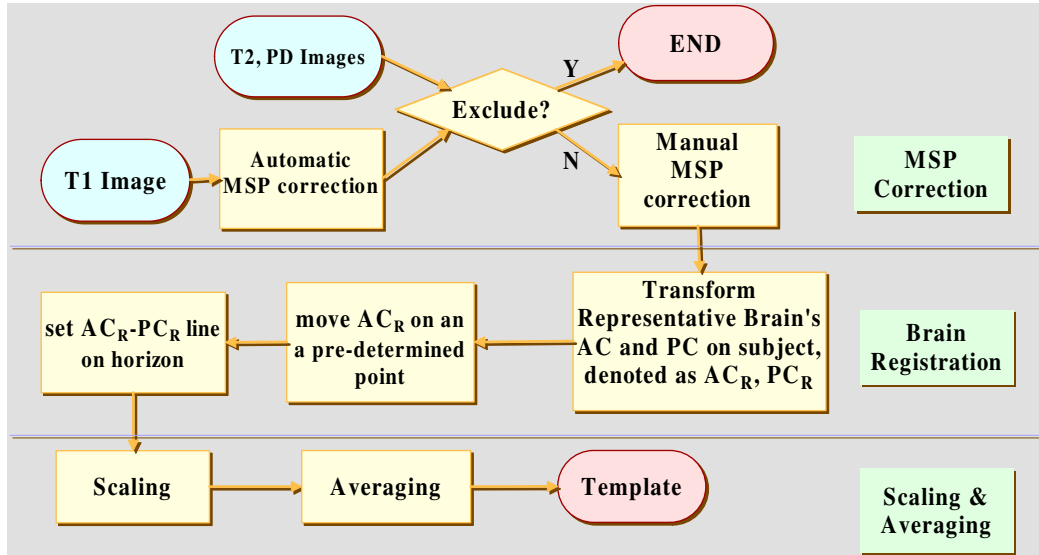 T2, PD Images
END
Y
Exclude?
N
T1 Image
Automatic
MSP correction
Manual
MSP
correction
MSP
Correction
set AC_R-PC_R line
on horizon
move AC_R on an
a pre-determined
point
Transform
Representative Brain's
AC and PC on subject,
denoted as AC_R, PC_R
Brain
Registration
Scaling
Averaging
Template
Scaling &
Averaging